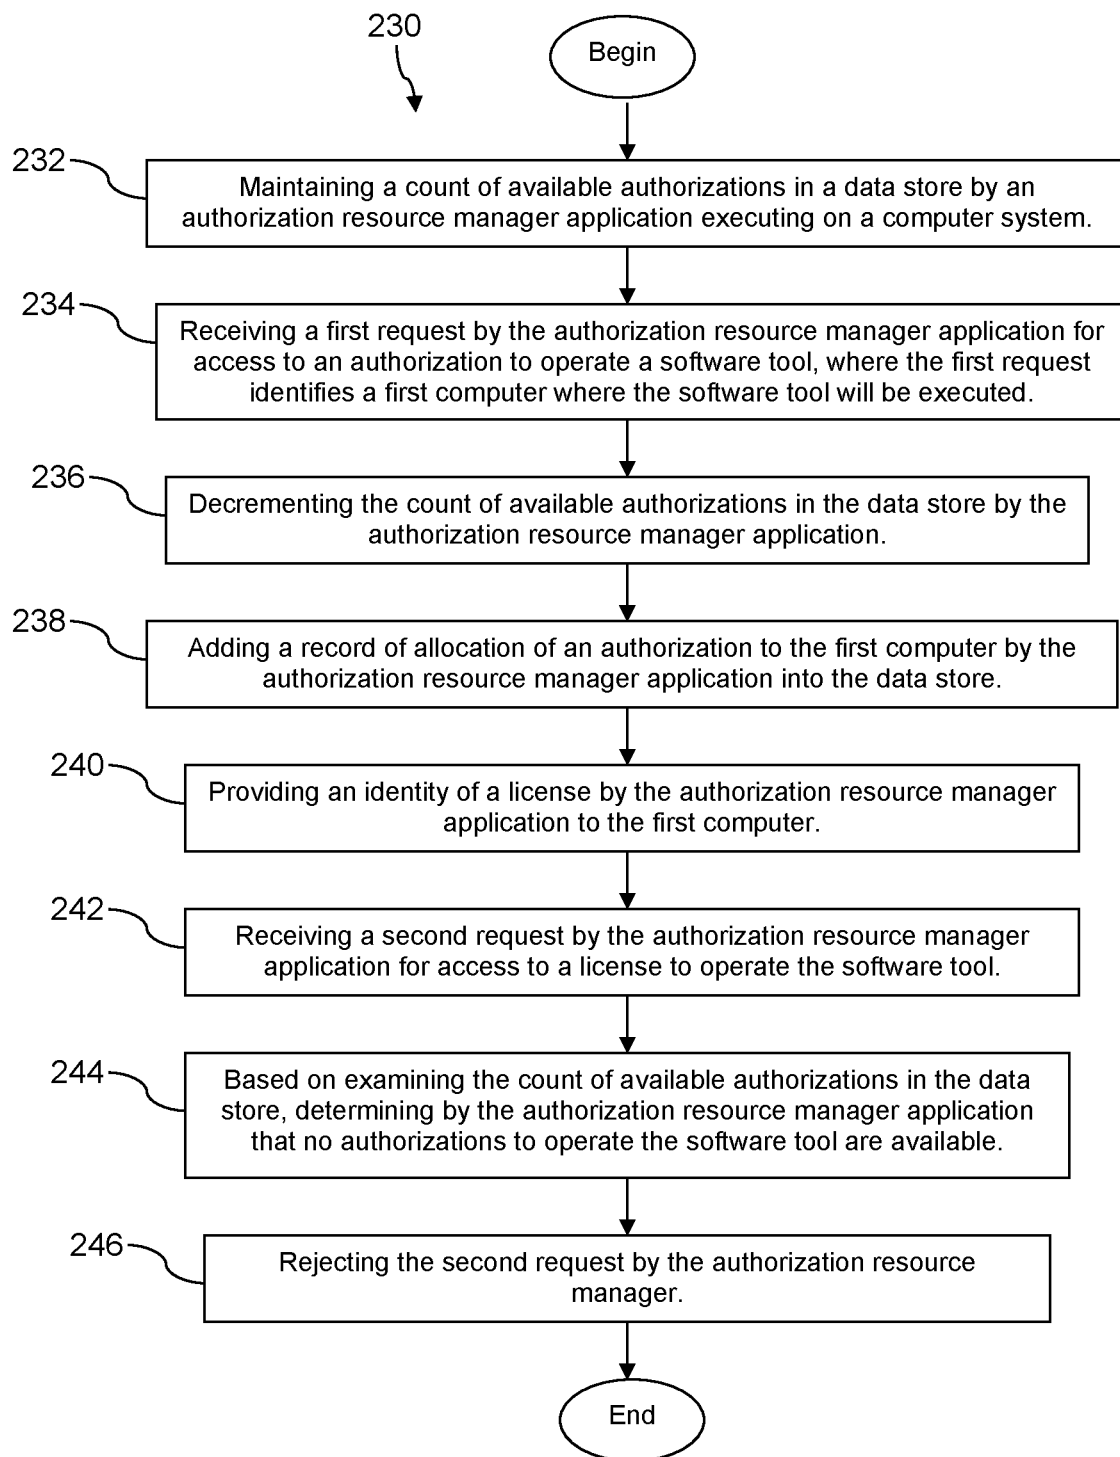 230
Begin
232
Maintaining a count of available authorizations in a data store by an
authorization resource manager application executing on a computer system.
234
Receiving a first request by the authorization resource manager application for
access to an authorization to operate a software tool, where the first request
identifies a first computer where the software tool will be executed.
236
Decrementing the count of available authorizations in the data store by the
authorization resource manager application.
238
Adding a record of allocation of an authorization to the first computer by the
authorization resource manager application into the data store.
240
Providing an identity of a license by the authorization resource manager
application to the first computer.
242
Receiving a second request by the authorization resource manager
application for access to a license to operate the software tool.
244
Based on examining the count of available authorizations in the data
store, determining by the authorization resource manager application
that no authorizations to operate the software tool are available.
246
Rejecting the second request by the authorization resource
manager.
End